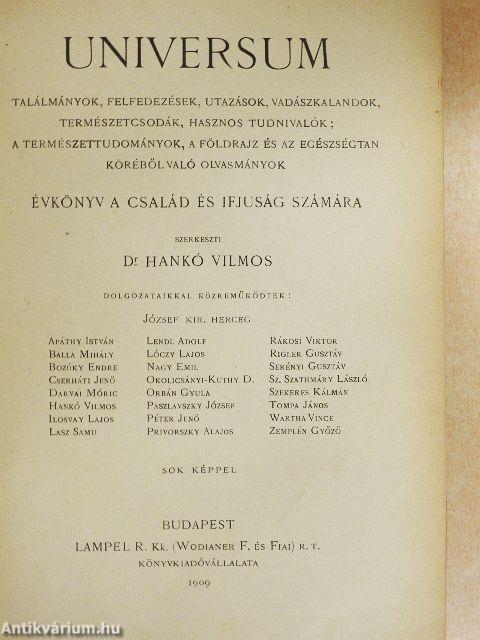 UNIVERSUM
TALÁLMÁNYOK, FELFEDEZÉSEK, UTAZÁSOK, VADÁSZKALANDOK,
TERMÉSZETCSODÁK, HASZNOS TUDNIVALÓK;
A TERMÉSZETTUDOMÁNYOK, A FÖLDRAJZ ÉS AZ EGÉSZSÉGTAN
KÖRÉBŐL VALÓ OLVASMÁNYOK
ÉVKÖNYV A CSALÁD ÉS IFJUSÁG SZÁMÁRA
SZERKESZTI
Dr HANKÓ VILMOS
DOLGOZATAIKKAL KÖZREMŰKÖDTEK:
JÓZSEF KIR. HERCEG
APÁTHY ISTVÁN
BALLA MIHÁLY
BOZÓKY ENDRE
CSERHÁTI JENŐ
DARVAI MÓRIC
HANKÓ VILMOS
ILOSVAY LAJOS
LASZ SAMU
LENDL ADOLF
LÓCZY LAJOS
NAGY EMIL
OKOLICSÁNYI-KUTHY D.
ORBÁN GYULA
PASZLAVSZKY JÓZSEF
PÉTER JENŐ
PRIVORSZKY ALAJOS
RÁKOSI VIKTOR
RIGLER GUSZTÁV
SERÉNYI GUSZTÁV
SZ. SZATHMÁRY LÁSZLÓ
SZEKERES KÁLMÁN
TOMPA JÁNOS
WARTHA VINCE
ZEMPLÉN GYŐZŐ
SOK KÉPPEL
BUDAPEST
LAMPEL R. KK. (WODIANER F. ÉS FIAI) R. T.
KÖNYVKIADÓVÁLLALATA
1909
Antikvárium.hu